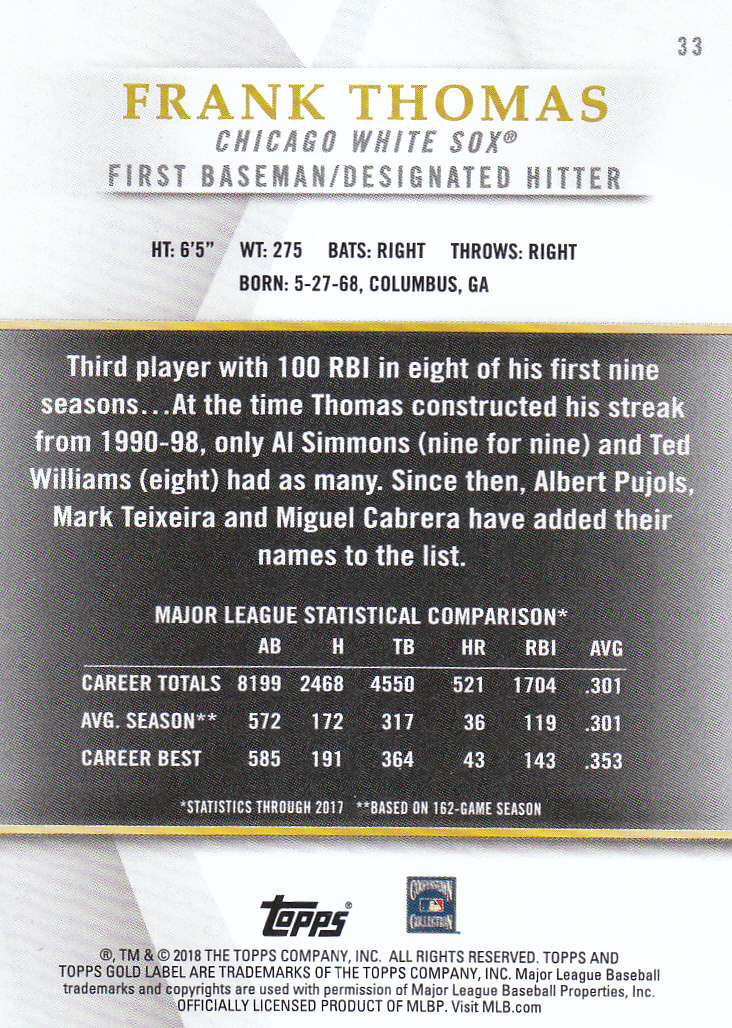 33
FRANK THOMAS
CHICAGO WHITE SOX®
FIRST BASEMAN/DESIGNATED HITTER
HT: 6'5" WT: 275 BATS: RIGHT THROWS: RIGHT
BORN: 5-27-68, COLUMBUS, GA
Third player with 100 RBI in eight of his first nine
seasons...At the time Thomas constructed his streak
from 1990-98, only Al Simmons (nine for nine) and Ted
Williams (eight) had as many. Since then, Albert Pujols,
Mark Teixeira and Miguel Cabrera have added their
names to the list.
MAJOR LEAGUE STATISTICAL COMPARISON*
AB H TB HR RBI AVG
CAREER TOTALS 8199 2468 4550 521 1704 .301
AVG. SEASON** 572 172 317 36 119 .301
CAREER BEST 585 191 364 43 143 .353
*STATISTICS THROUGH 2017 **BASED ON 162-GAME SEASON
topps®
COOPERSTOWN
COLLECTION
®, TM & © 2018 THE TOPPS COMPANY, INC. ALL RIGHTS RESERVED. TOPPS AND
TOPPS GOLD LABEL ARE TRADEMARKS OF THE TOPPS COMPANY, INC. Major League Baseball
trademarks and copyrights are used with permission of Major League Baseball Properties, Inc.
OFFICIALLY LICENSED PRODUCT OF MLBP. Visit MLB.com